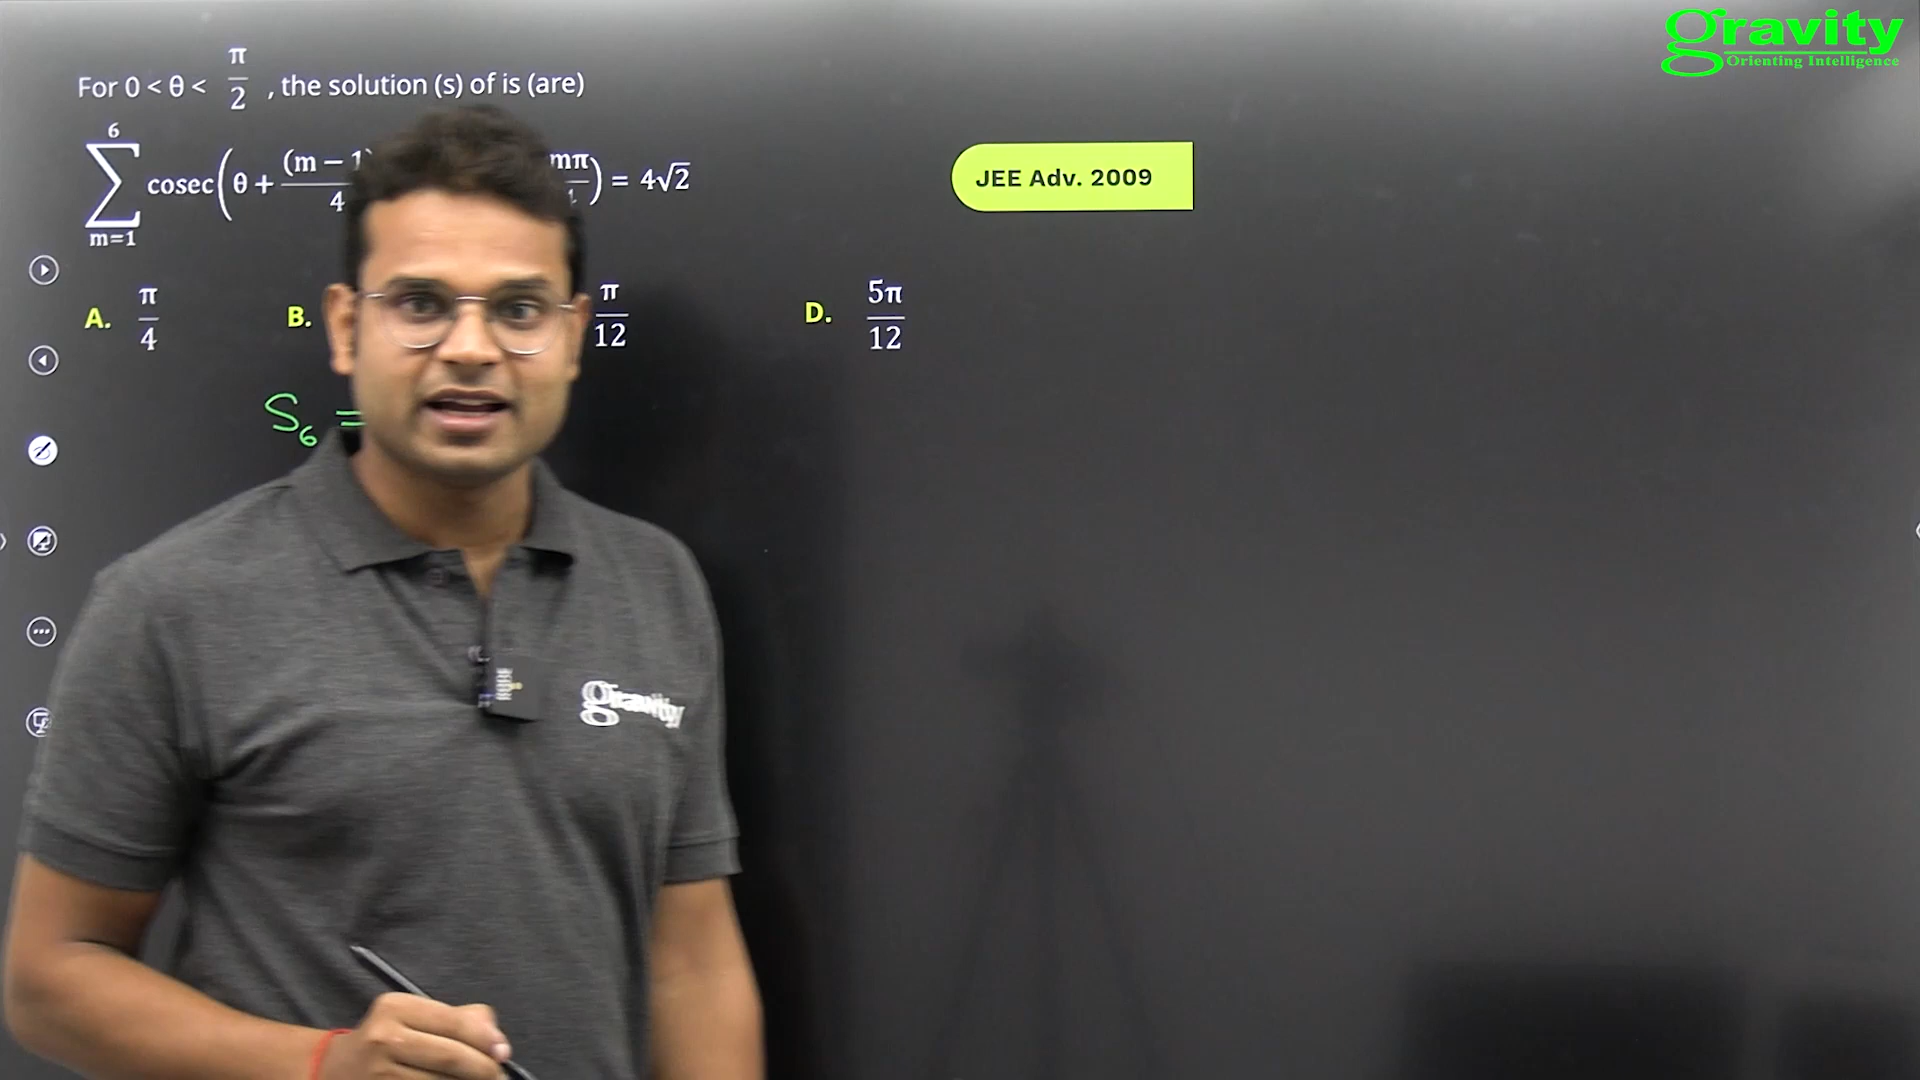 gravity
Orienting Intelligence
For 0 < θ < π/2 , the solution (s) of is (are)
6
∑ cosec(θ + (m − 1)/4 mπ) = 4√2
m=1
JEE Adv. 2009
A. π/4 B. π/12 D. 5π/12
S₆ =
gravity